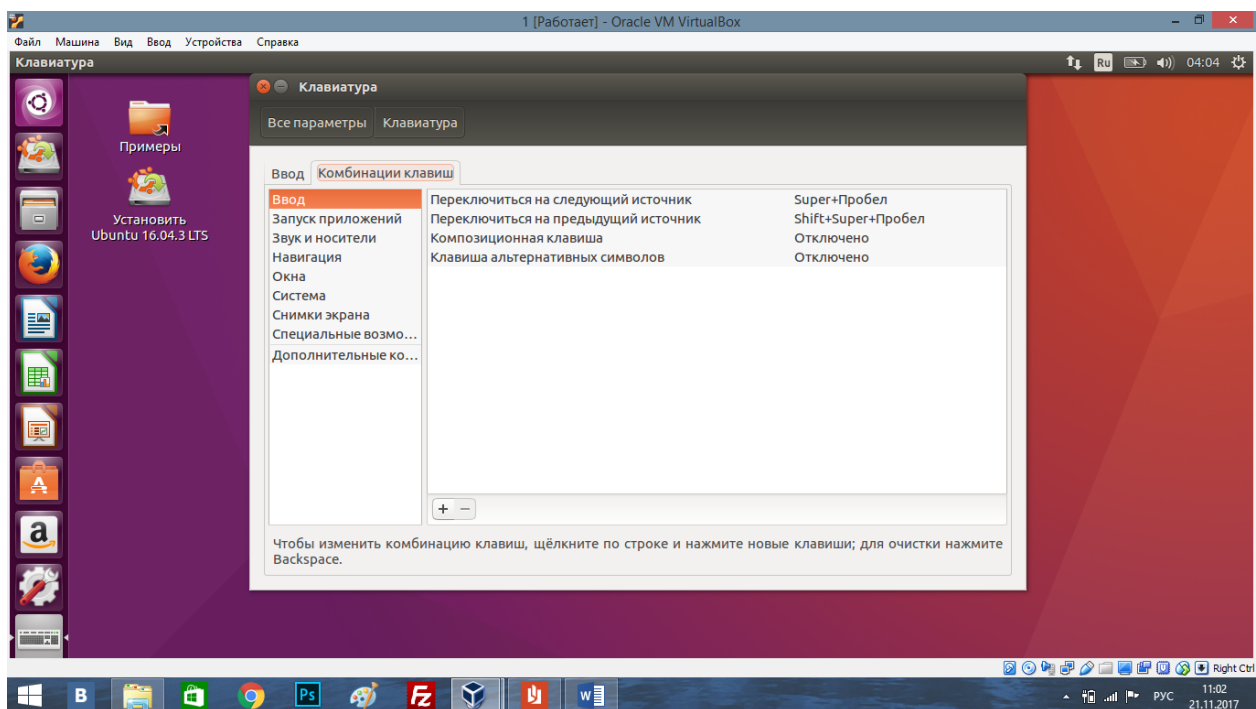 1 [Работает] - Oracle VM VirtualBox
Файл Машина Вид Ввод Устройства Справка
Клавиатура
Ru
04:04
Клавиатура
Все параметры Клавиатура
Примеры
Установить
Ubuntu 16.04.3 LTS
Ввод Комбинации клавиш
Ввод
Запуск приложений
Звук и носители
Навигация
Окна
Система
Снимки экрана
Специальные возмо...
Дополнительные ко...
Переключиться на следующий источник Super+Пробел
Переключиться на предыдущий источник Shift+Super+Пробел
Композиционная клавиша Отключено
Клавиша альтернативных символов Отключено
+ −
Чтобы изменить комбинацию клавиш, щёлкните по строке и нажмите новые клавиши; для очистки нажмите
Backspace.
A
a
Right Ctrl
B
Ps
Fz
W
РУС
11:02
21.11.2017